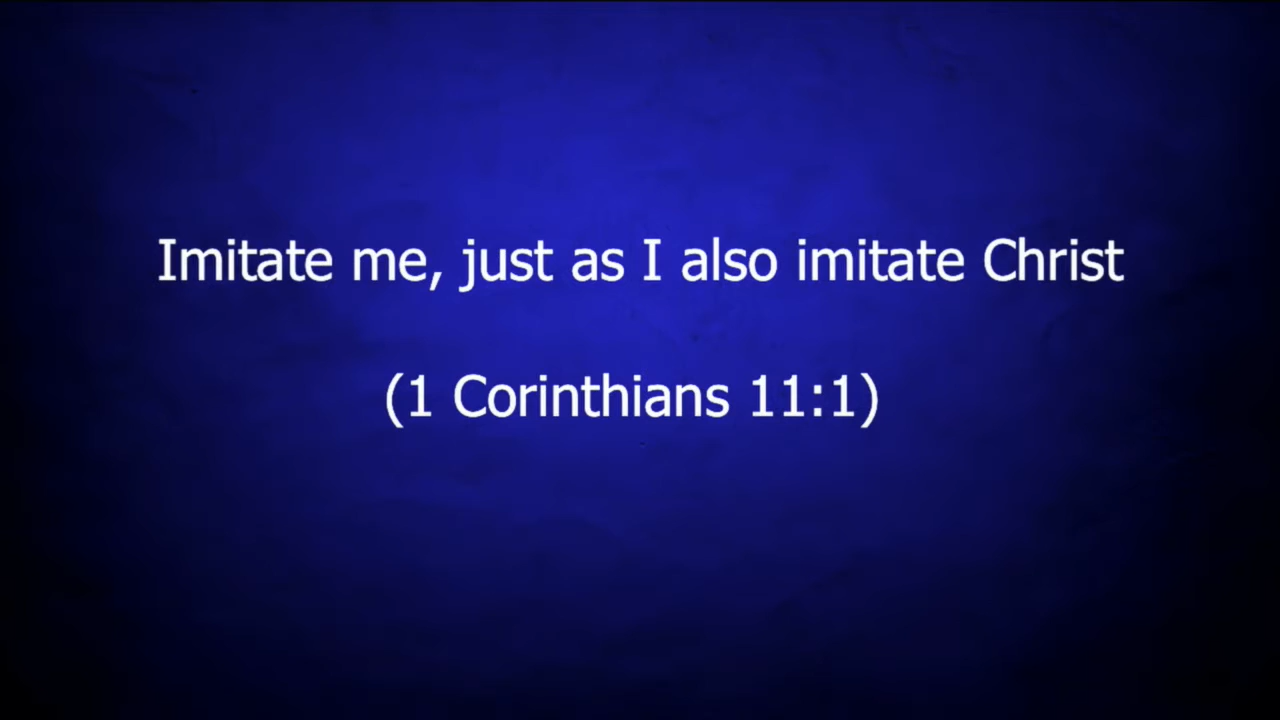 Imitate me, just as I also imitate Christ
(1 Corinthians 11:1)